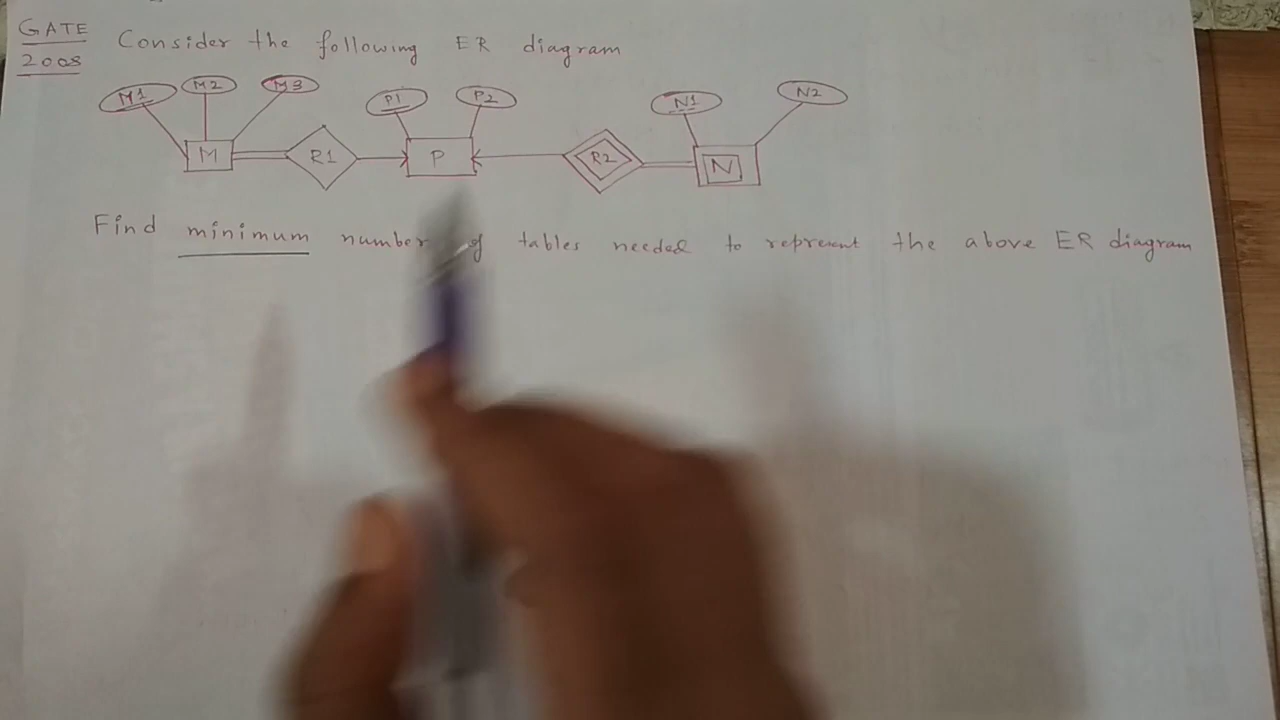 GATE
2008
Consider the following ER diagram
M1 M2 M3 P1 P2 N1 N2
M R1 P R2 N
Find minimum number of tables needed to represent the above ER diagram